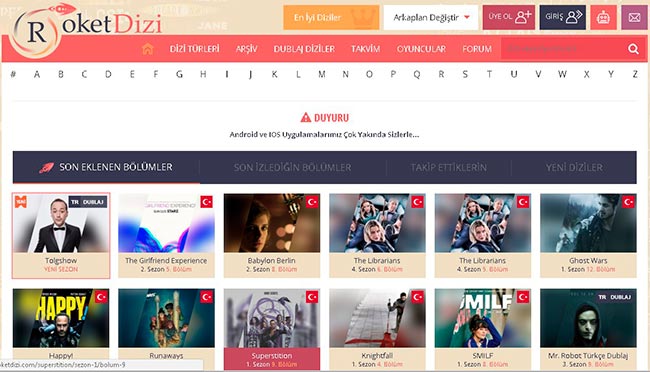 RoketDizi
En İyi Diziler
Arkaplan Değiştir
ÜYE OL
GİRİŞ
DİZİ TÜRLERİ ARŞİV DUBLAJ DİZİLER TAKVİM OYUNCULAR FORUM
# A B C D E F G H I J K L M N O P Q R S T U V W X Y Z
DUYURU
Android ve IOS Uygulamalarımız Çok Yakında Sizlerle...
SON EKLENEN BÖLÜMLER SON İZLEDİĞİN BÖLÜMLER TAKİP ETTİKLERİN YENİ DİZİLER
TR DUBLAJ
Tolgshow
YENİ SEZON
The Girlfriend Experience
2. Sezon 5. Bölüm
Babylon Berlin
2. Sezon 8. Bölüm
The Librarians
4. Sezon 6. Bölüm
The Librarians
4. Sezon 5. Bölüm
Ghost Wars
1. Sezon 12. Bölüm
HAPPY
Happy!
Runaways
Superstition
1. Sezon 9. Bölüm
Knightfall
1. Sezon 4. Bölüm
SMILF
SMILF
1. Sezon 8. Bölüm
TR DUBLAJ
Mr. Robot Türkçe Dublaj
3. Sezon 8. Bölüm
oketdizi.com/superstition/sezon-1/bolum-9